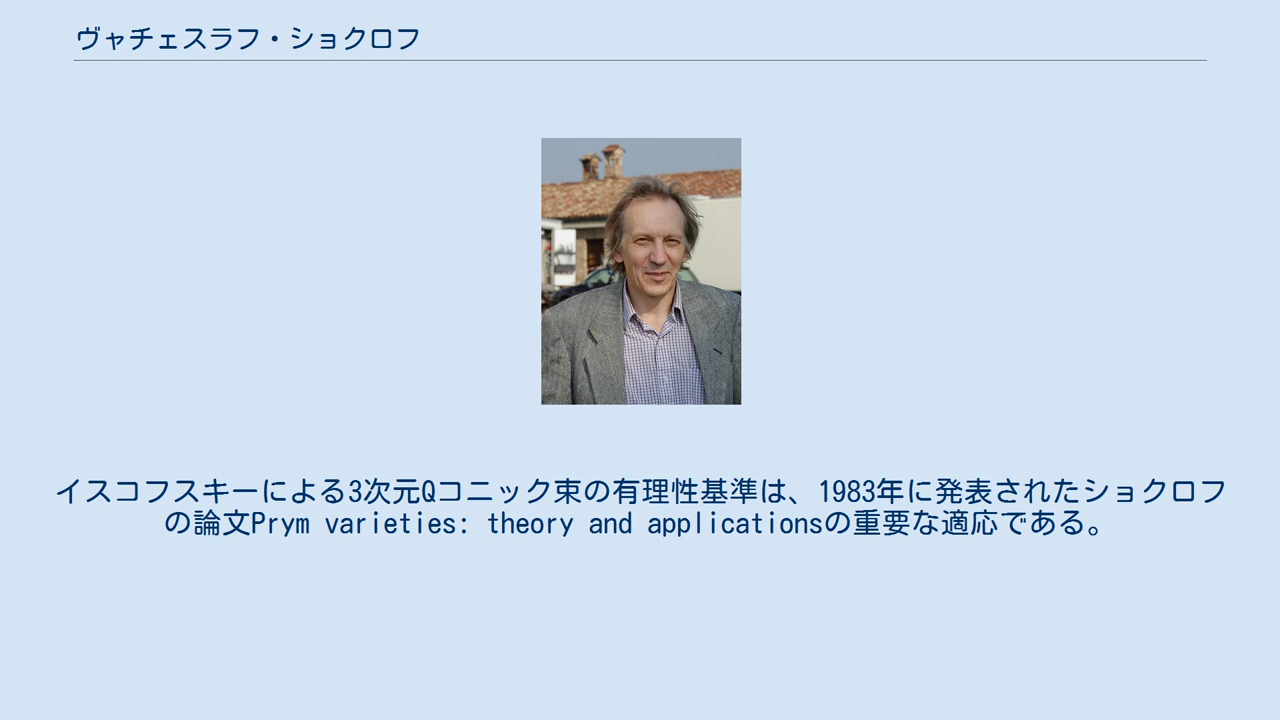 ヴャチェスラフ・ショクロフ
イスコフスキーによる3次元Qコニック束の有理性基準は、1983年に発表されたショクロフ
の論文Prym varieties: theory and applicationsの重要な適応である。